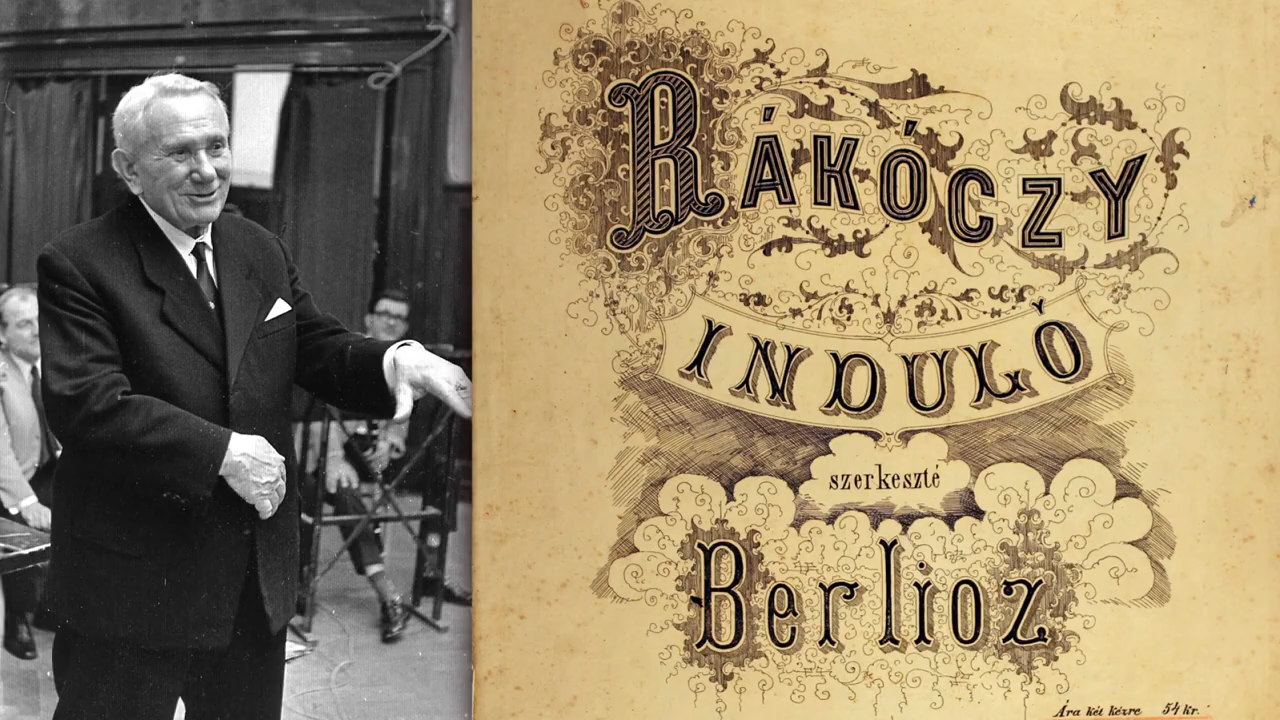 RÁKÓCZY
INDULÓ
szerkeszté
Berlioz
Ára két kézre 54 kr.